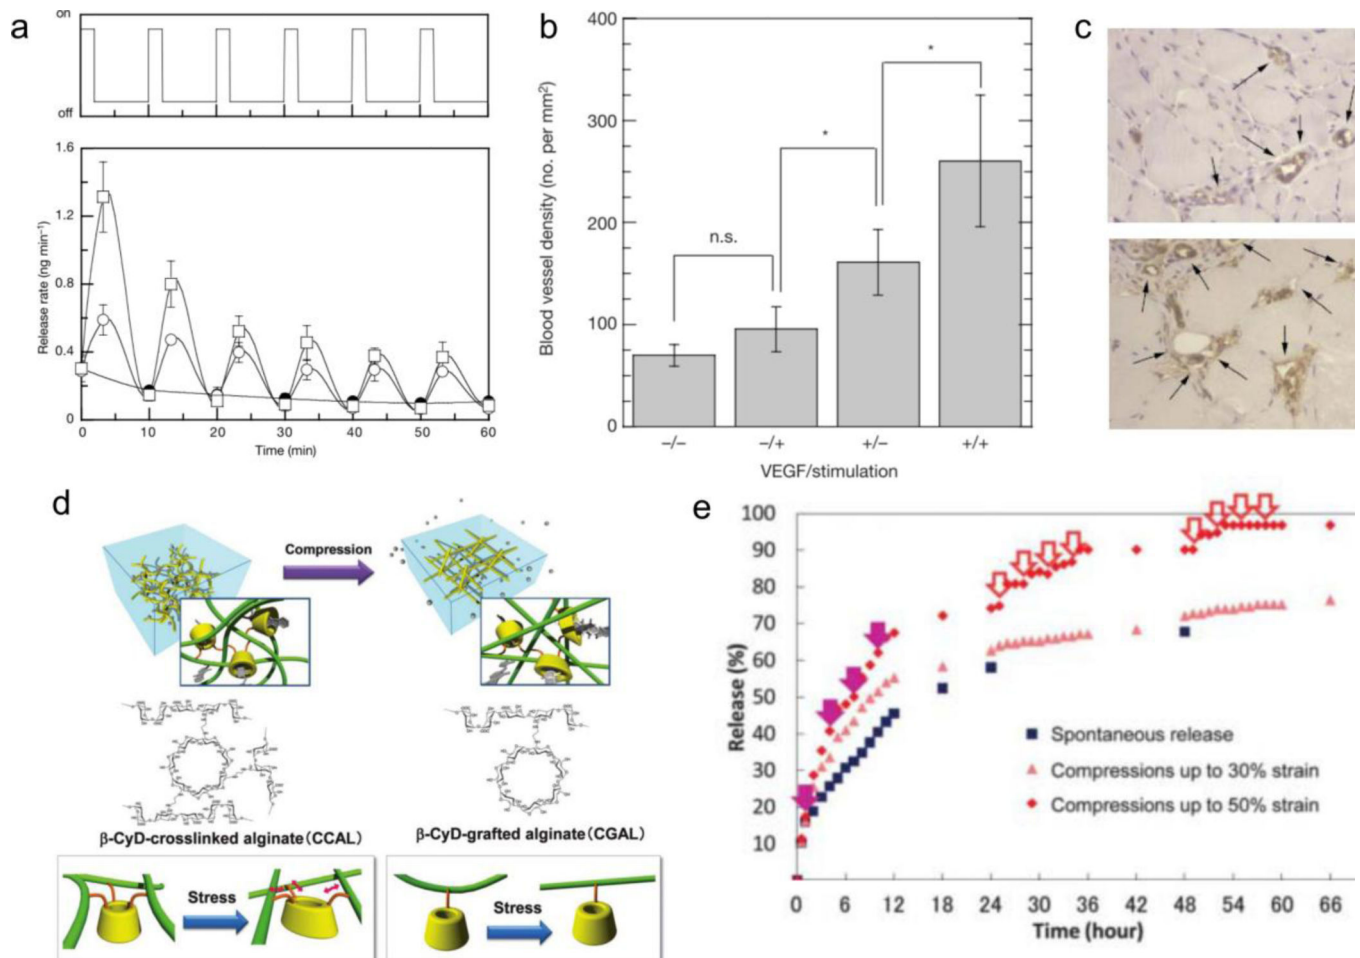 a
on
off
1.6
1.2
0.8
0.4
0
Release rate (ng min⁻¹)
0 10 20 30 40 50 60
Time (min)
b
400
300
250
200
100
0
Blood vessel density (no. per mm²)
n.s.
*
*
−/− −/+ +/− +/+
VEGF/stimulation
c
d
Compression
β-CyD-crosslinked alginate (CCAL)
β-CyD-grafted alginate (CGAL)
Stress
Stress
e
100
90
80
70
60
50
40
30
20
10
Release (%)
Spontaneous release
Compressions up to 30% strain
Compressions up to 50% strain
0 6 12 18 24 30 36 42 48 54 60 66
Time (hour)